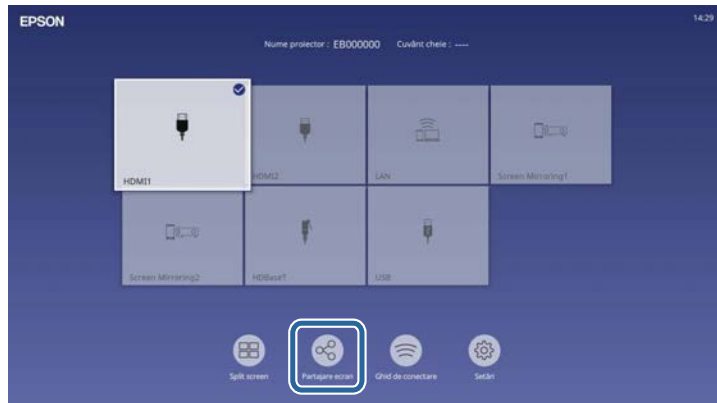 EPSON
14:29
Nume proiector : EB000000 Cuvânt cheie : ----
HDMI1
HDMI2
LAN
Screen Mirroring1
Screen Mirroring2
HDBaseT
USB
Split screen
Partajare ecran
Ghid de conectare
Setări